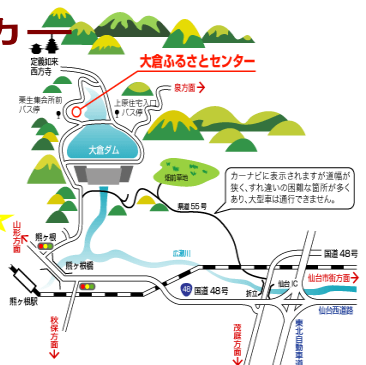 カー
定義如来
西方寺
大倉ふるさとセンター
泉方面
栗生集会所前
バス停
上原住宅入口
バス停
大倉ダム
畑前草地
カーナビに表示されますが道幅が
狭く、すれ違いの困難な箇所が多く
あり、大型車は通行できません。
県道55号
山形方面
熊ヶ根
広瀬川
国道48号
熊ヶ根橋
仙台市街方面
仙台IC
折立
48 国道48号
熊ヶ根駅
仙台西道路
秋保方面
茂庭方面
東北自動車道